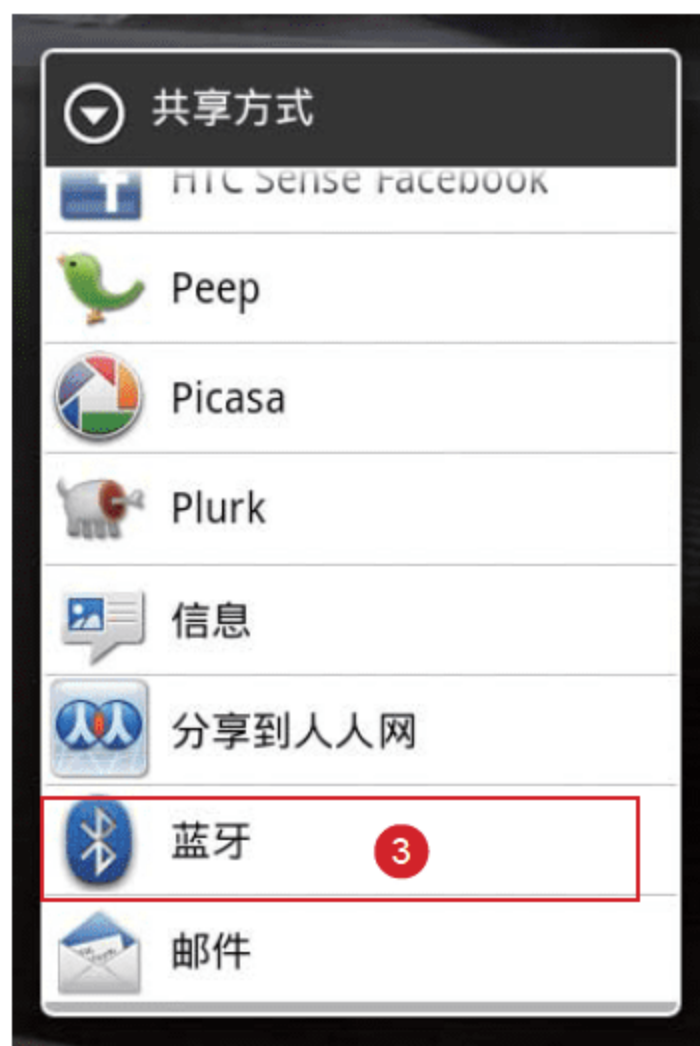 共享方式
HTC Sense Facebook
Peep
Picasa
Plurk
信息
分享到人人网
蓝牙
3
邮件